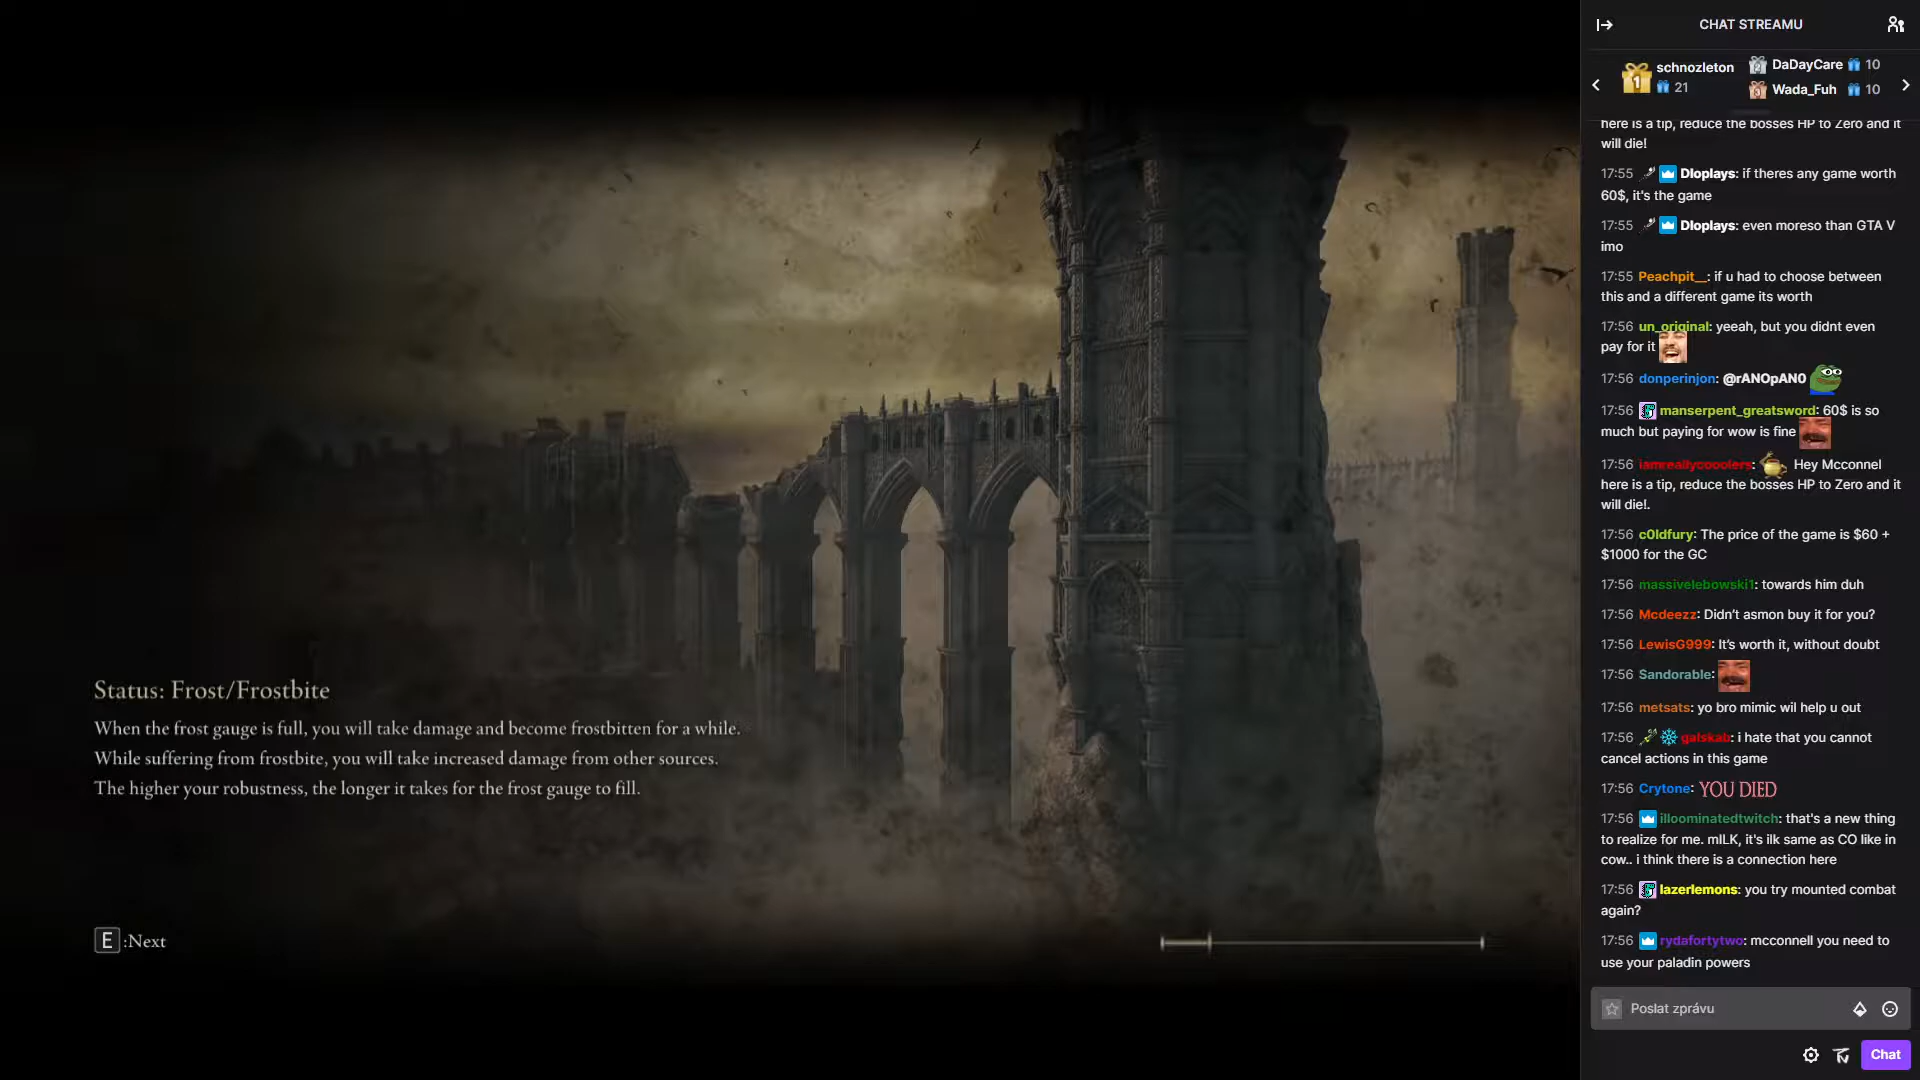 Status: Frost/Frostbite
When the frost gauge is full, you will take damage and become frostbitten for a while.
While suffering from frostbite, you will take increased damage from other sources.
The higher your robustness, the longer it takes for the frost gauge to fill.
E :Next
CHAT STREAMU
1 schnozleton
21
2 DaDayCare 10
3 Wada_Fuh 10
here is a tip, reduce the bosses HP to Zero and it
will die!
17:55 Dloplays: if theres any game worth
60$, it's the game
17:55 Dloplays: even moreso than GTA V
imo
17:55 Peachpit__: if u had to choose between
this and a different game its worth
17:56 un_original: yeeah, but you didnt even
pay for it
17:56 donperinjon: @rANOpAN0
17:56 manserpent_greatsword: 60$ is so
much but paying for wow is fine
17:56 iamreallycooolers: Hey Mcconnel
here is a tip, reduce the bosses HP to Zero and it
will die!.
17:56 c0ldfury: The price of the game is $60 +
$1000 for the GC
17:56 massivelebowski1: towards him duh
17:56 Mcdeezz: Didn't asmon buy it for you?
17:56 LewisG999: It's worth it, without doubt
17:56 Sandorable:
17:56 metsats: yo bro mimic wil help u out
17:56 galskab: i hate that you cannot
cancel actions in this game
17:56 Crytone: YOU DIED
17:56 illoominatedtwitch: that's a new thing
to realize for me. mILK, it's ilk same as CO like in
cow.. i think there is a connection here
17:56 lazerlemons: you try mounted combat
again?
17:56 rydafortytwo: mcconnell you need to
use your paladin powers
Poslat zprávu
Chat